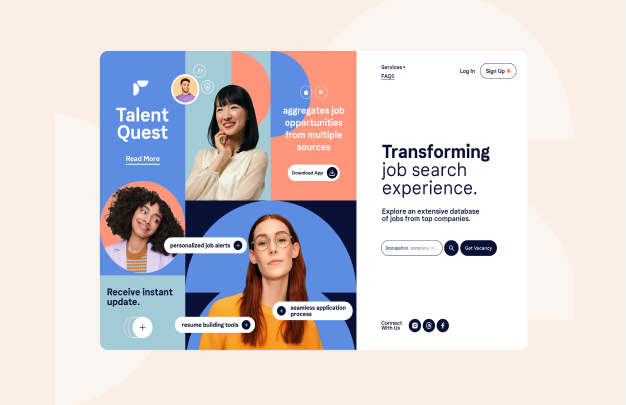 Talent
Quest
Read More
aggregates job
opportunities
from multiple
sources
Download App
personalized job alerts
Receive instant
update.
seamless application
process
resume building tools
Services
FAQS
Log In
Sign Up
Transforming
job search
experience.
Explore an extensive database
of jobs from top companies.
Occupation, company,
Get Vacancy
Connect
With Us